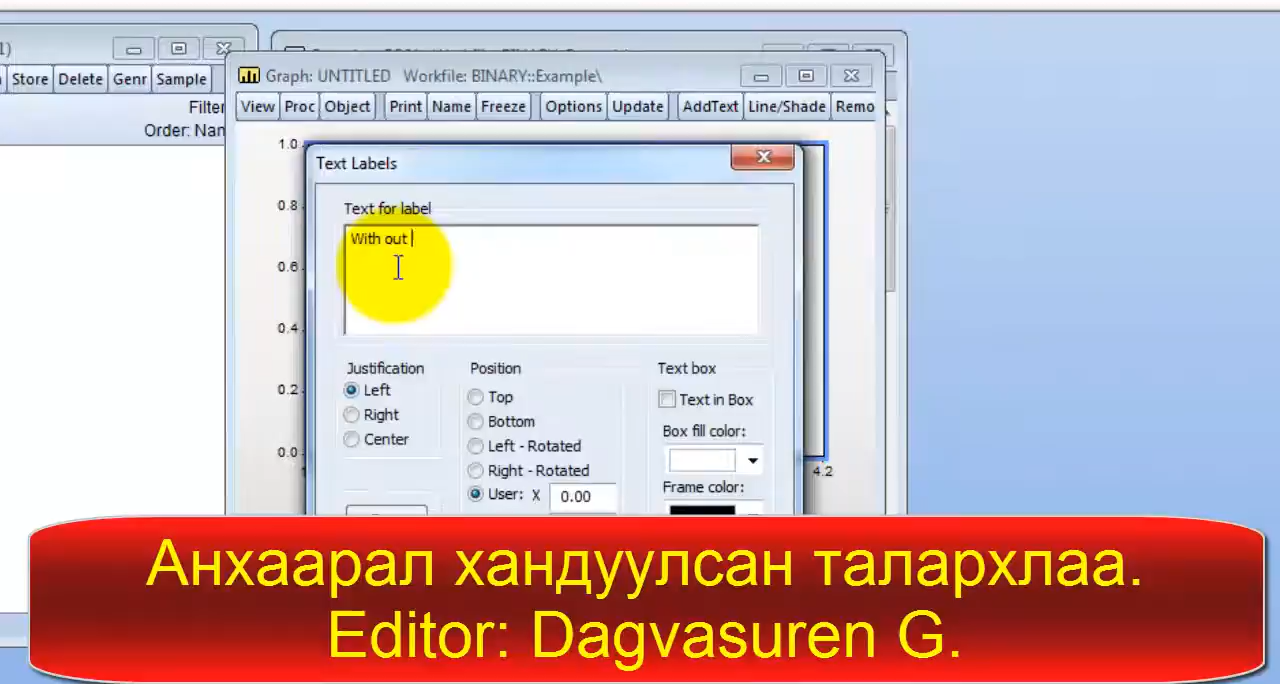 1)
Store Delete Genr Sample
Filter
Order: Nam
Graph: UNTITLED Workfile: BINARY::Example\
View Proc Object Print Name Freeze Options Update AddText Line/Shade Remo
1.0
0.8
0.6
0.4
0.2
0.0
4.2
Text Labels
Text for label
With out
Justification
Left
Right
Center
Position
Top
Bottom
Left - Rotated
Right - Rotated
User: X 0.00
Text box
Text in Box
Box fill color:
Frame color:
Анхаарал хандуулсан талархлаа.
Editor: Dagvasuren G.